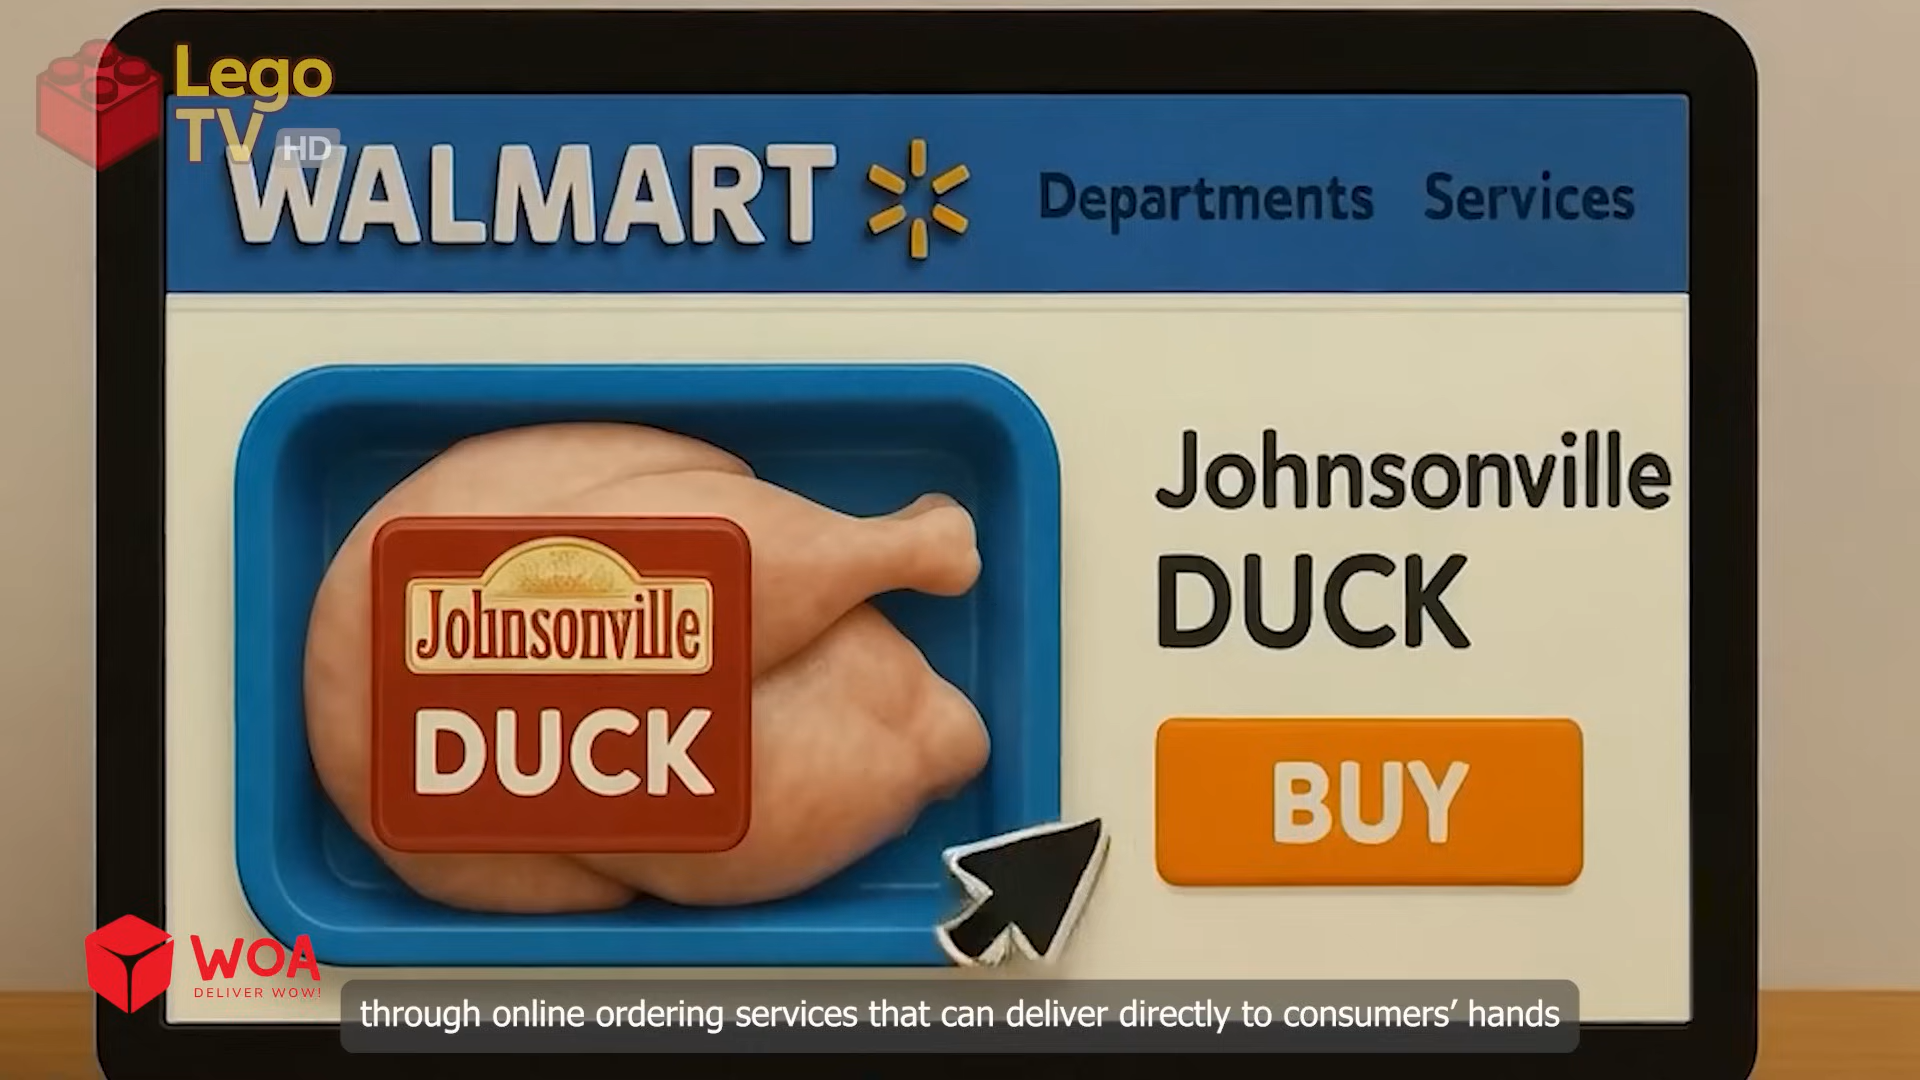 Lego
TV HD
WALMART
Departments Services
Johnsonville
DUCK
Johnsonville
DUCK
BUY
WOA
DELIVER WOW!
through online ordering services that can deliver directly to consumers’ hands